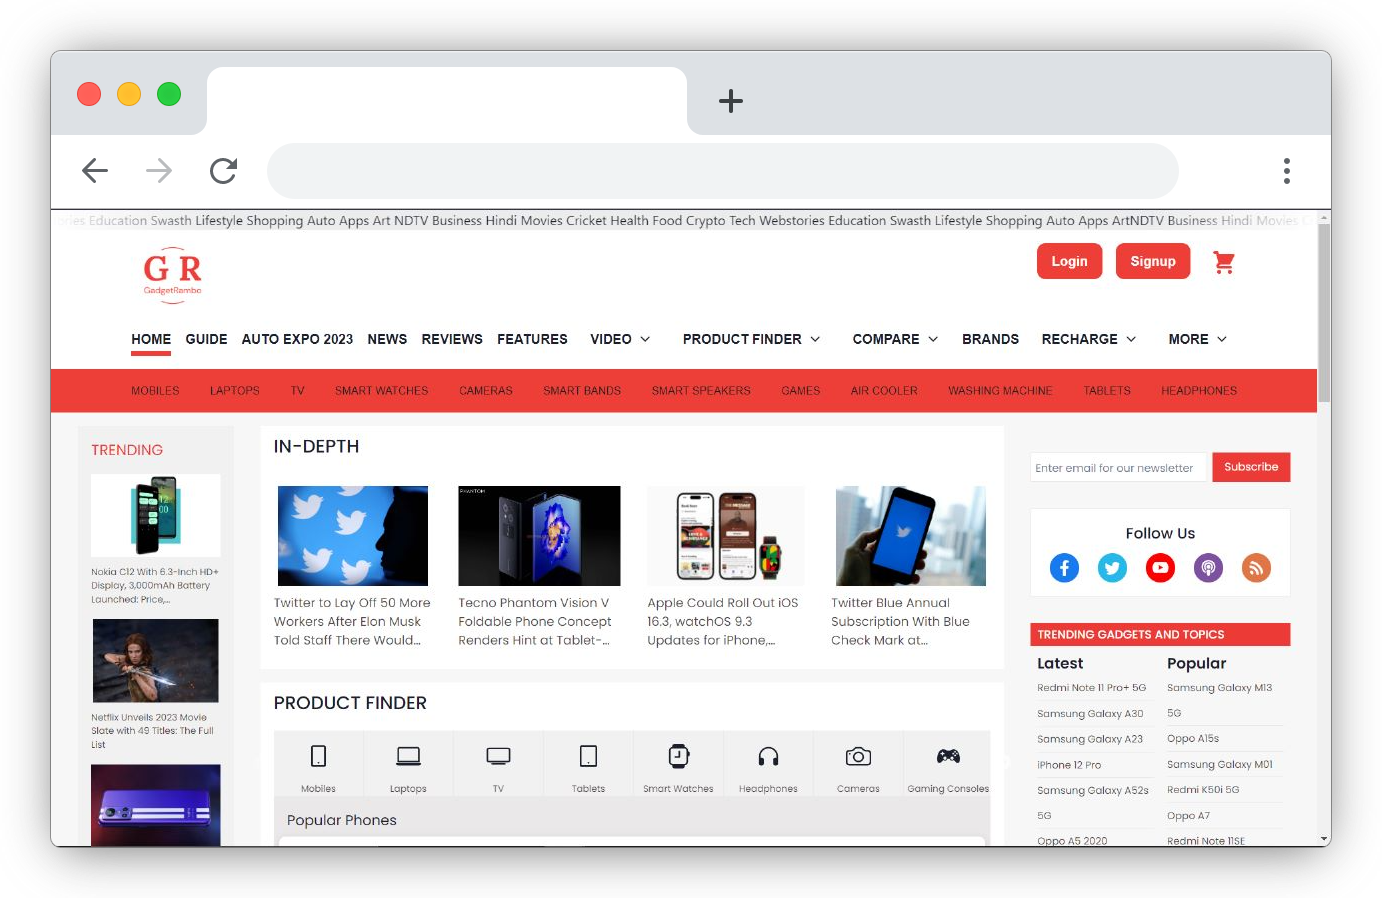 ries Education Swasth Lifestyle Shopping Auto Apps Art NDTV Business Hindi Movies Cricket Health Food Crypto Tech Webstories Education Swasth Lifestyle Shopping Auto Apps ArtNDTV Business Hindi Movies
G R
GadgetRambo
Login
Signup
HOME GUIDE AUTO EXPO 2023 NEWS REVIEWS FEATURES VIDEO PRODUCT FINDER COMPARE BRANDS RECHARGE MORE
MOBILES LAPTOPS TV SMART WATCHES CAMERAS SMART BANDS SMART SPEAKERS GAMES AIR COOLER WASHING MACHINE TABLETS HEADPHONES
TRENDING
Nokia C12 With 6.3-Inch HD+
Display, 3,000mAh Battery
Launched: Price,...
Netflix Unveils 2023 Movie
Slate with 49 Titles: The Full
List
IN-DEPTH
Twitter to Lay Off 50 More
Workers After Elon Musk
Told Staff There Would...
PHANTOM
Tecno Phantom Vision V
Foldable Phone Concept
Renders Hint at Tablet-...
Apple Could Roll Out iOS
16.3, watchOS 9.3
Updates for iPhone,...
Twitter Blue Annual
Subscription With Blue
Check Mark at...
PRODUCT FINDER
Mobiles
Laptops
TV
Tablets
Smart Watches
Headphones
Cameras
Gaming Consoles
Popular Phones
Enter email for our newsletter
Subscribe
Follow Us
TRENDING GADGETS AND TOPICS
Latest
Redmi Note 11 Pro+ 5G
Samsung Galaxy A30
Samsung Galaxy A23
iPhone 12 Pro
Samsung Galaxy A52s
5G
Oppo A5 2020
Popular
Samsung Galaxy M13
5G
Oppo A15s
Samsung Galaxy M01
Redmi K50i 5G
Oppo A7
Redmi Note 11SE